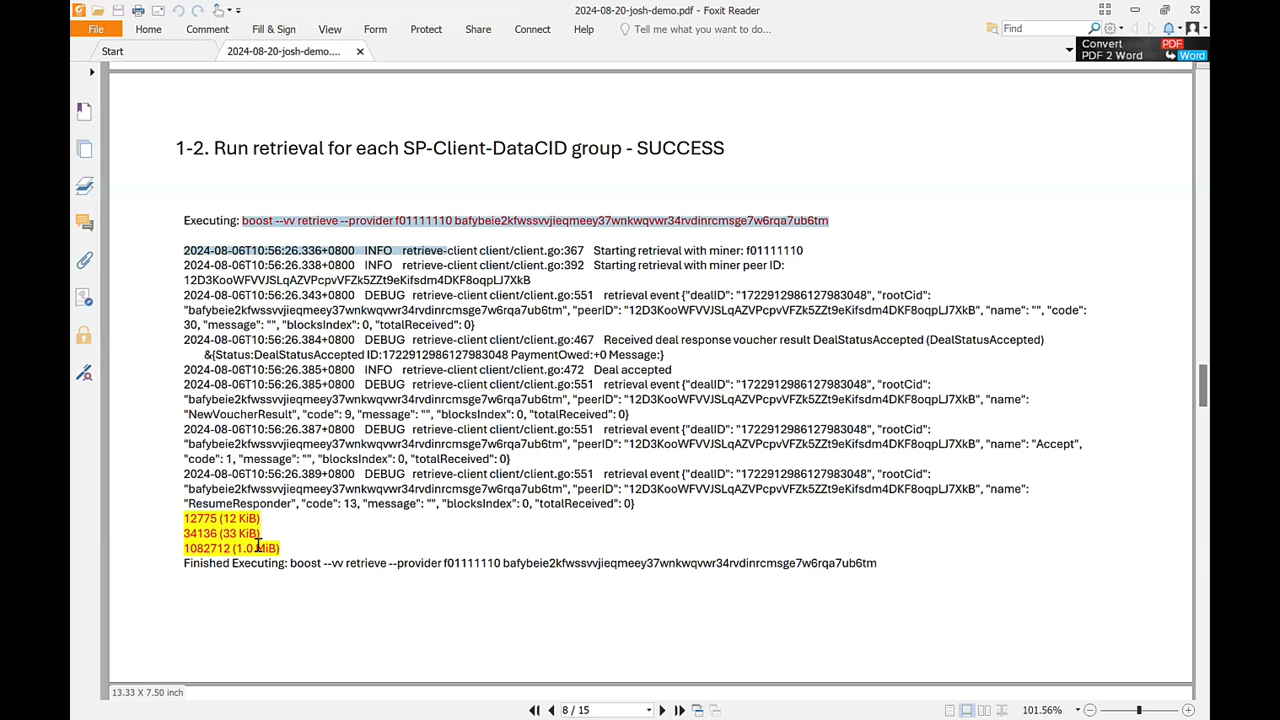 2024-08-20-josh-demo.pdf - Foxit Reader
File Home Comment Fill & Sign View Form Protect Share Connect Help Tell me what you want to do... Find
Start 2024-08-20-josh-demo.... Convert PDF
PDF 2 Word Word
1-2. Run retrieval for each SP-Client-DataCID group - SUCCESS
Executing: boost --vv retrieve --provider f01111110 bafybeie2kfwssvvjieqmeey37wnkwqvwr34rvdinrcmsge7w6rqa7ub6tm
2024-08-06T10:56:26.336+0800 INFO retrieve-client client/client.go:367 Starting retrieval with miner: f01111110
2024-08-06T10:56:26.338+0800 INFO retrieve-client client/client.go:392 Starting retrieval with miner peer ID:
12D3KooWFVVJSLqAZVPcpvVFZk5ZZt9eKifsdm4DKF8oqpLJ7XkB
2024-08-06T10:56:26.343+0800 DEBUG retrieve-client client/client.go:551 retrieval event {"dealID": "1722912986127983048", "rootCid":
"bafybeie2kfwssvvjieqmeey37wnkwqvwr34rvdinrcmsge7w6rqa7ub6tm", "peerID": "12D3KooWFVVJSLqAZVPcpvVFZk5ZZt9eKifsdm4DKF8oqpLJ7XkB", "name": "", "code":
30, "message": "", "blocksIndex": 0, "totalReceived": 0}
2024-08-06T10:56:26.384+0800 DEBUG retrieve-client client/client.go:467 Received deal response voucher result DealStatusAccepted (DealStatusAccepted)
&{Status:DealStatusAccepted ID:1722912986127983048 PaymentOwed:+0 Message:}
2024-08-06T10:56:26.385+0800 INFO retrieve-client client/client.go:472 Deal accepted
2024-08-06T10:56:26.385+0800 DEBUG retrieve-client client/client.go:551 retrieval event {"dealID": "1722912986127983048", "rootCid":
"bafybeie2kfwssvvjieqmeey37wnkwqvwr34rvdinrcmsge7w6rqa7ub6tm", "peerID": "12D3KooWFVVJSLqAZVPcpvVFZk5ZZt9eKifsdm4DKF8oqpLJ7XkB", "name":
"NewVoucherResult", "code": 9, "message": "", "blocksIndex": 0, "totalReceived": 0}
2024-08-06T10:56:26.387+0800 DEBUG retrieve-client client/client.go:551 retrieval event {"dealID": "1722912986127983048", "rootCid":
"bafybeie2kfwssvvjieqmeey37wnkwqvwr34rvdinrcmsge7w6rqa7ub6tm", "peerID": "12D3KooWFVVJSLqAZVPcpvVFZk5ZZt9eKifsdm4DKF8oqpLJ7XkB", "name": "Accept",
"code": 1, "message": "", "blocksIndex": 0, "totalReceived": 0}
2024-08-06T10:56:26.389+0800 DEBUG retrieve-client client/client.go:551 retrieval event {"dealID": "1722912986127983048", "rootCid":
"bafybeie2kfwssvvjieqmeey37wnkwqvwr34rvdinrcmsge7w6rqa7ub6tm", "peerID": "12D3KooWFVVJSLqAZVPcpvVFZk5ZZt9eKifsdm4DKF8oqpLJ7XkB", "name":
"ResumeResponder", "code": 13, "message": "", "blocksIndex": 0, "totalReceived": 0}
12775 (12 KiB)
34136 (33 KiB)
1082712 (1.0 MiB)
Finished Executing: boost --vv retrieve --provider f01111110 bafybeie2kfwssvvjieqmeey37wnkwqvwr34rvdinrcmsge7w6rqa7ub6tm
13.33 X 7.50 inch
8 / 15 101.56%